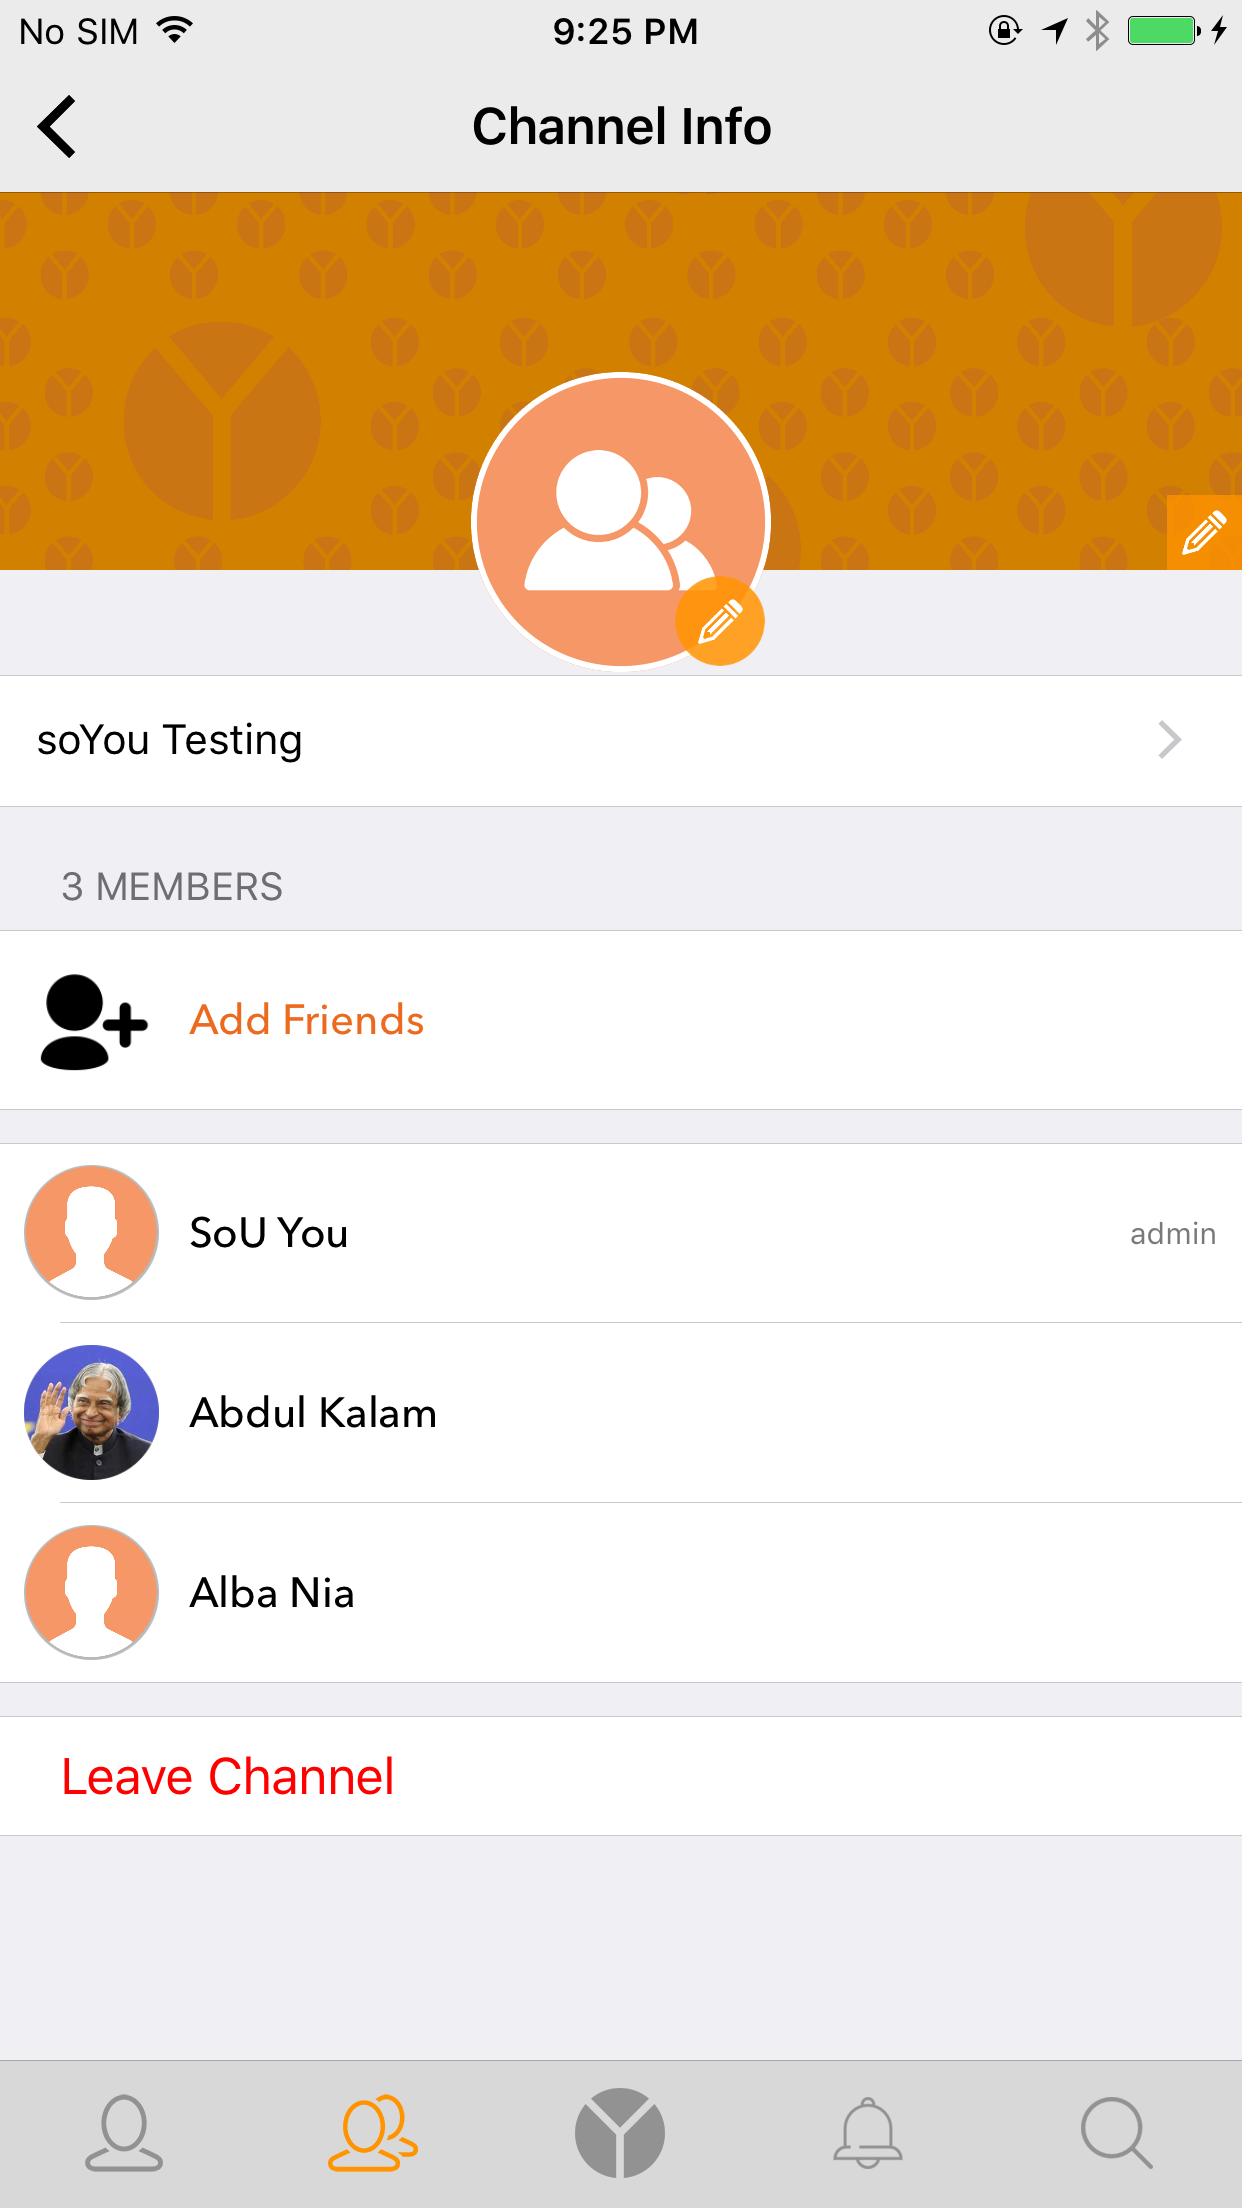 No SIM 9:25 PM
Channel Info
soYou Testing
3 MEMBERS
Add Friends
SoU You admin
Abdul Kalam
Alba Nia
Leave Channel